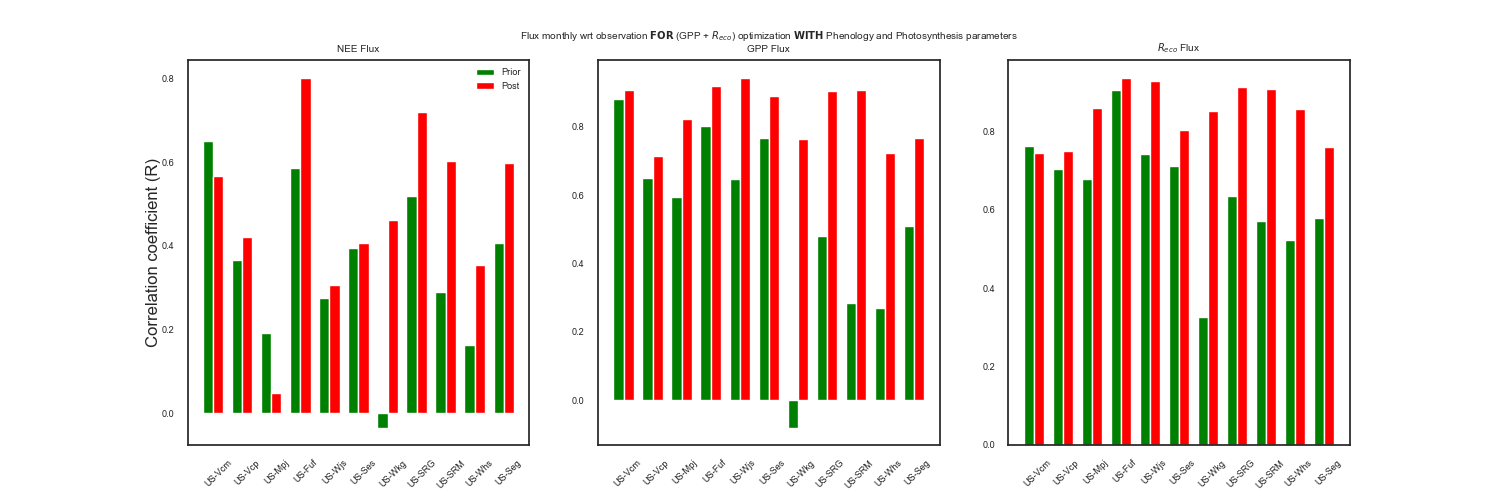 Flux monthly wrt observation FOR (GPP + Reco) optimization WITH Phenology and Photosynthesis parameters
NEE Flux
GPP Flux
Reco Flux
Correlation coefficient (R)
0.8
0.6
0.4
0.2
0.0
Prior
Post
US-Vcm
US-Vcp
US-Mpj
US-Fuf
US-Wjs
US-Ses
US-Wkg
US-SRG
US-SRM
US-Whs
US-Seg
0.8
0.6
0.4
0.2
0.0
US-Vcm
US-Vcp
US-Mpj
US-Fuf
US-Wjs
US-Ses
US-Wkg
US-SRG
US-SRM
US-Whs
US-Seg
0.8
0.6
0.4
0.2
0.0
US-Vcm
US-Vcp
US-Mpj
US-Fuf
US-Wjs
US-Ses
US-Wkg
US-SRG
US-SRM
US-Whs
US-Seg